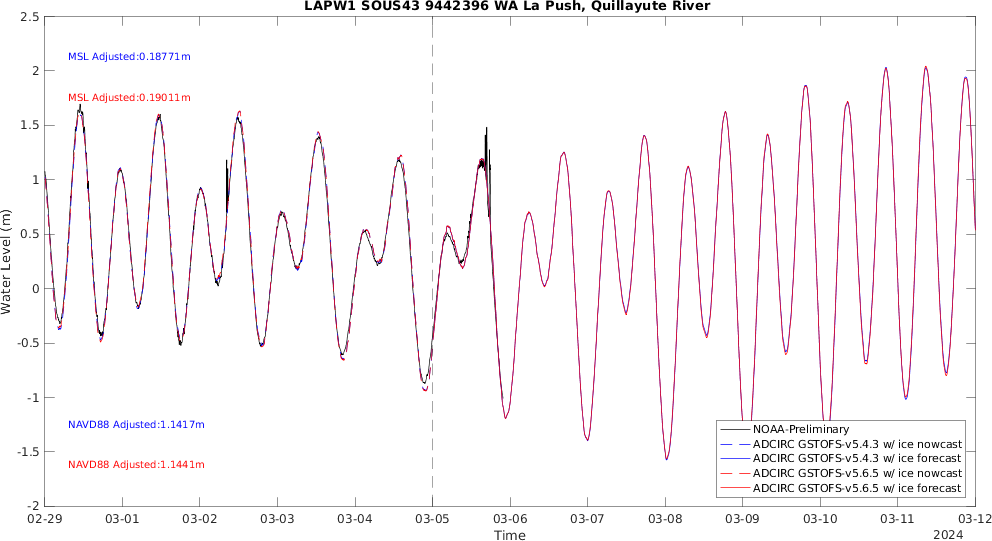 LAPW1 SOUS43 9442396 WA La Push, Quillayute River
2.5
2
1.5
1
0.5
0
-0.5
-1
-1.5
-2
Water Level (m)
MSL Adjusted:0.18771m
MSL Adjusted:0.19011m
NAVD88 Adjusted:1.1417m
NAVD88 Adjusted:1.1441m
NOAA-Preliminary
ADCIRC GSTOFS-v5.4.3 w/ ice nowcast
ADCIRC GSTOFS-v5.4.3 w/ ice forecast
ADCIRC GSTOFS-v5.6.5 w/ ice nowcast
ADCIRC GSTOFS-v5.6.5 w/ ice forecast
02-29 03-01 03-02 03-03 03-04 03-05 03-06 03-07 03-08 03-09 03-10 03-11 03-12
Time
2024